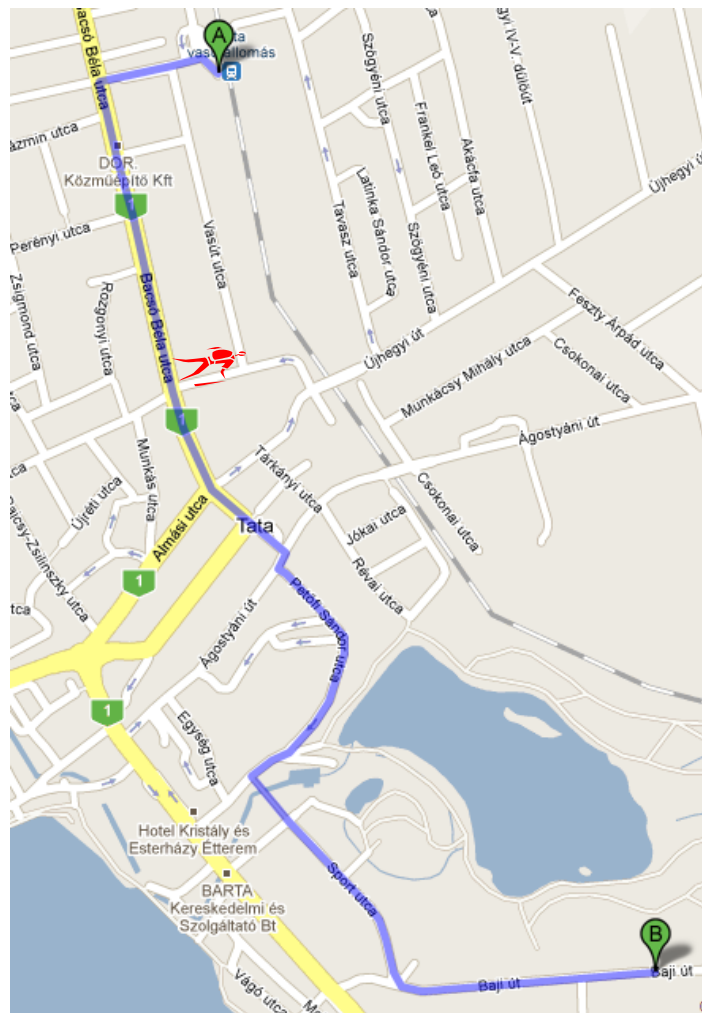 A
Tata
vasútállomás
Bacsó Béla utca
Szögyéni utca
Frankel Leó utca
Akácfa utca
Újhegyi út
DOR.
Közműépítő Kft
Latinka Sándor utca
Tavasz utca
Szögyéni utca
Perényi utca
Vasút utca
Zsigmond utca
Rozgonyi utca
Bacsó Béla utca
Feszty Árpád utca
Újhegyi út
Munkácsy Mihály utca
Csokonai utca
Ágostyáni út
Munkás utca
Tárkányi utca
Újréti utca
Csokonai utca
Almási utca
Tata
Jókai utca
Révai utca
1
Petőfi Sándor utca
Ágostyáni út
1
Egység utca
Hotel Kristály és
Esterházy Étterem
BARTA
Kereskedelmi és
Szolgáltató Bt
Sport utca
B
Baji út
Baji út
Vágó utca